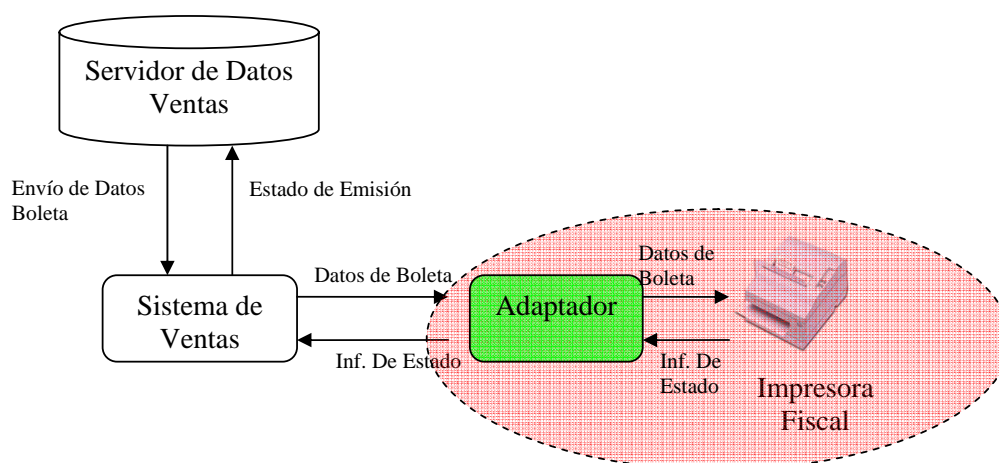 Servidor de Datos
Ventas
Envío de Datos
Boleta
Estado de Emisión
Sistema de
Ventas
Datos de Boleta
Inf. De Estado
Adaptador
Datos de
Boleta
Inf. De
Estado
Impresora
Fiscal